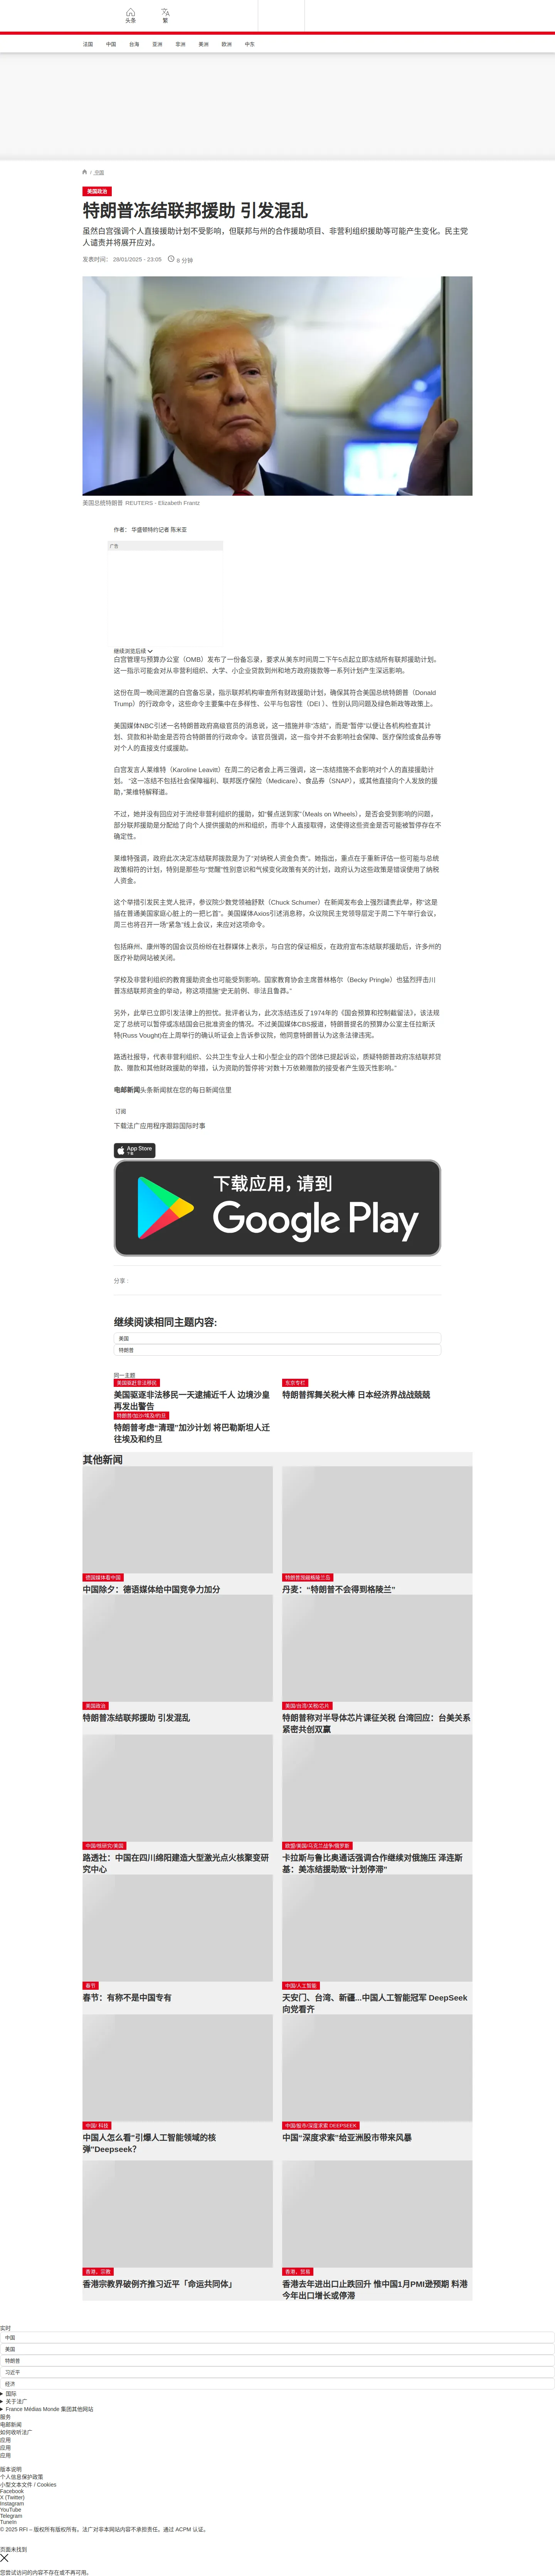 头条
繁
法国
中国
台海
亚洲
非洲
美洲
欧洲
中东
/ 中国
美国政治
特朗普冻结联邦援助 引发混乱
虽然白宫强调个人直接援助计划不受影响，但联邦与州的合作援助项目、非营利组织援助等可能产生变化。民主党
人谴责并将展开应对。
发表时间： 28/01/2025 - 23:05
8 分钟
美国总统特朗普 REUTERS - Elizabeth Frantz
作者： 华盛顿特约记者 陈米亚
广告
继续浏览后续
白宫管理与预算办公室（OMB）发布了一份备忘录，要求从美东时间周二下午5点起立即冻结所有联邦援助计划。
这一指示可能会对从非营利组织、大学、小企业贷款到州和地方政府拨款等一系列计划产生深远影响。
这份在周一晚间泄漏的白宫备忘录，指示联邦机构审查所有财政援助计划，确保其符合美国总统特朗普（Donald
Trump）的行政命令，这些命令主要集中在多样性、公平与包容性（DEI ）、性别认同问题及绿色新政等政策上。
美国媒体NBC引述一名特朗普政府高级官员的消息说，这一措施并非“冻结”，而是“暂停”以便让各机构检查其计
划、贷款和补助金是否符合特朗普的行政命令。该官员强调，这一指令并不会影响社会保障、医疗保险或食品券等
对个人的直接支付或援助。
白宫发言人莱维特（Karoline Leavitt）在周二的记者会上再三强调，这一冻结措施不会影响对个人的直接援助计
划。 “这一冻结不包括社会保障福利、联邦医疗保险（Medicare）、食品券（SNAP），或其他直接向个人发放的援
助，”莱维特解释道。
不过，她并没有回应对于流经非营利组织的援助，如“餐点送到家”（Meals on Wheels），是否会受到影响的问题，
部分联邦援助是分配给了向个人提供援助的州和组织，而非个人直接取得，这使得这些资金是否可能被暂停存在不
确定性。
莱维特强调，政府此次决定冻结联邦拨款是为了“对纳税人资金负责”。她指出，重点在于重新评估一些可能与总统
政策相符的计划，特别是那些与“觉醒”性别意识和气候变化政策有关的计划，政府认为这些政策是错误使用了纳税
人资金。
这个举措引发民主党人批评，参议院少数党领袖舒默（Chuck Schumer）在新闻发布会上强烈谴责此举，称“这是
插在普通美国家庭心脏上的一把匕首”。美国媒体Axios引述消息称，众议院民主党领导层定于周二下午举行会议，
周三也将召开一场“紧急”线上会议，来应对这项命令。
包括麻州、康州等的国会议员纷纷在社群媒体上表示，与白宫的保证相反，在政府宣布冻结联邦援助后，许多州的
医疗补助网站被关闭。
学校及非营利组织的教育援助资金也可能受到影响。国家教育协会主席普林格尔（Becky Pringle）也猛烈抨击川
普冻结联邦资金的举动，称这项措施“史无前例、非法且鲁莽。”
另外，此举已立即引发法律上的担忧。批评者认为，此次冻结违反了1974年的《国会预算和控制截留法》，该法规
定了总统可以暂停或冻结国会已批准资金的情况。不过美国媒体CBS报道，特朗普提名的预算办公室主任拉斯沃
特(Russ Vought)在上周举行的确认听证会上告诉参议院，他同意特朗普认为这条法律违宪。
路透社报导，代表非营利组织、公共卫生专业人士和小型企业的四个团体已提起诉讼，质疑特朗普政府冻结联邦贷
款、赠款和其他财政援助的举措，认为资助的暂停将“对数十万依赖赠款的接受者产生毁灭性影响。”
电邮新闻头条新闻就在您的每日新闻信里
订阅
下载法广应用程序跟踪国际时事
App Store
下载
下载应用，请到
Google Play
分享 :
继续阅读相同主题内容:
美国
特朗普
同一主题
美国驱赶非法移民
美国驱逐非法移民一天逮捕近千人 边境沙皇
再发出警告
东京专栏
特朗普挥舞关税大棒 日本经济界战战兢兢
特朗普/加沙/埃及/约旦
特朗普考虑“清理”加沙计划 将巴勒斯坦人迁
往埃及和约旦
其他新闻
德国媒体看中国
中国除夕：德语媒体给中国竞争力加分
特朗普觊觎格陵兰岛
丹麦：“特朗普不会得到格陵兰”
美国政治
特朗普冻结联邦援助 引发混乱
美国/台湾/关税/芯片
特朗普称对半导体芯片课征关税 台湾回应：台美关系
紧密共创双赢
中国/核研究/美国
路透社：中国在四川绵阳建造大型激光点火核聚变研
究中心
欧盟/美国/乌克兰战争/俄罗斯
卡拉斯与鲁比奥通话强调合作继续对俄施压 泽连斯
基：美冻结援助致“计划停滞”
春节
春节：有称不是中国专有
中国/人工智能
天安门、台湾、新疆...中国人工智能冠军 DeepSeek
向党看齐
中国/ 科技
中国人怎么看“引爆人工智能领域的核
弹”Deepseek？
中国/股市/深度求索 DEEPSEEK
中国“深度求索”给亚洲股市带来风暴
香港，宗教
香港宗教界破例齐推习近平「命运共同体」
香港，贸易
香港去年进出口止跌回升 惟中国1月PMI逊预期 料港
今年出口增长或停滞
实时
中国
美国
特朗普
习近平
经济
国际
关于法广
France Médias Monde 集团其他网站
服务
电邮新闻
如何收听法广
应用
应用
应用
版本说明
个人信息保护政策
小型文本文件 / Cookies
Facebook
X (Twitter)
Instagram
YouTube
Telegram
TuneIn
© 2025 RFI – 版权所有版权所有。法广对非本网站内容不承担责任。通过 ACPM 认证。
页面未找到
您尝试访问的内容不存在或不再可用。